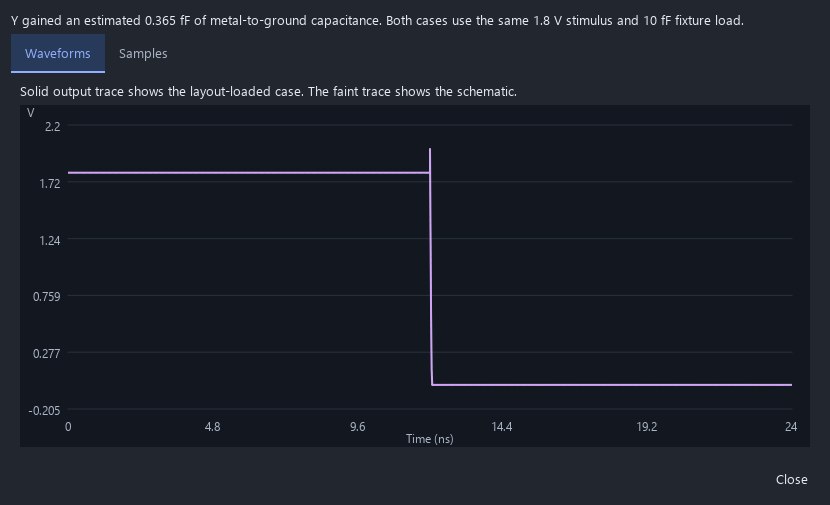 Y gained an estimated 0.365 fF of metal-to-ground capacitance. Both cases use the same 1.8 V stimulus and 10 fF fixture load.
Waveforms Samples
Solid output trace shows the layout-loaded case. The faint trace shows the schematic.
V
2.2
1.72
1.24
0.759
0.277
-0.205
0 4.8 9.6 14.4 19.2 24
Time (ns)
Close